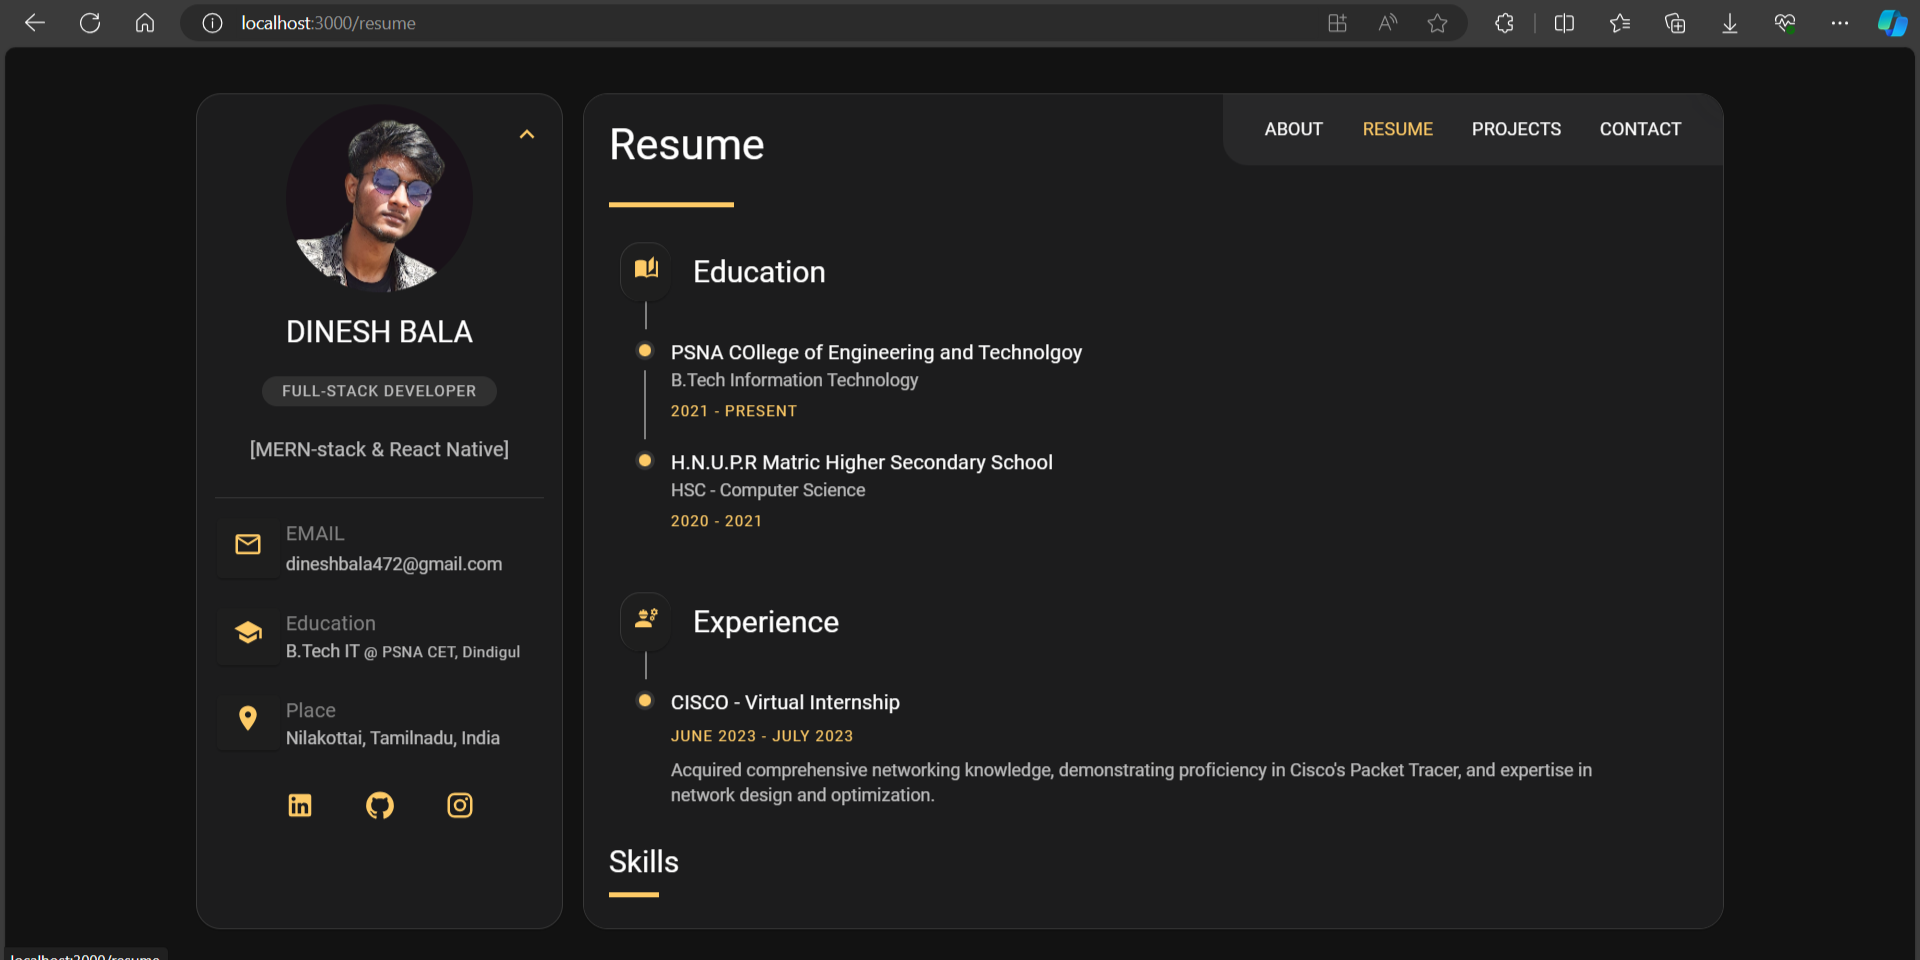 localhost:3000/resume
DINESH BALA
FULL-STACK DEVELOPER
[MERN-stack & React Native]
EMAIL
dineshbala472@gmail.com
Education
B.Tech IT @ PSNA CET, Dindigul
Place
Nilakottai, Tamilnadu, India
ABOUT RESUME PROJECTS CONTACT
Resume
Education
PSNA COllege of Engineering and Technolgoy
B.Tech Information Technology
2021 - PRESENT
H.N.U.P.R Matric Higher Secondary School
HSC - Computer Science
2020 - 2021
Experience
CISCO - Virtual Internship
JUNE 2023 - JULY 2023
Acquired comprehensive networking knowledge, demonstrating proficiency in Cisco's Packet Tracer, and expertise in
network design and optimization.
Skills
localhost:3000/resume